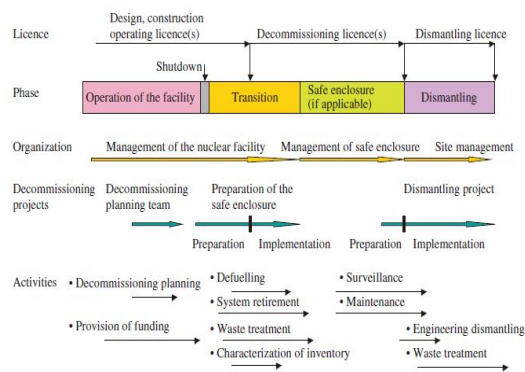 Design, construction
Licence
operating licence(s)
Decommissioning licence(s)
Dismantling licence
Shutdown
Phase
Operation of the facility
Transition
Safe enclosure
(if applicable)
Dismantling
Organization
Management of the nuclear facility
Management of safe enclosure
Site management
Decommissioning
projects
Decommissioning
planning team
Preparation of the
safe enclosure
Dismantling project
Preparation
Implementation
Preparation
Implementation
Activities
• Decommissioning planning
• Provision of funding
• Defuelling
• System retirement
• Waste treatment
• Characterization of inventory
• Surveillance
• Maintenance
• Engineering dismantling
• Waste treatment